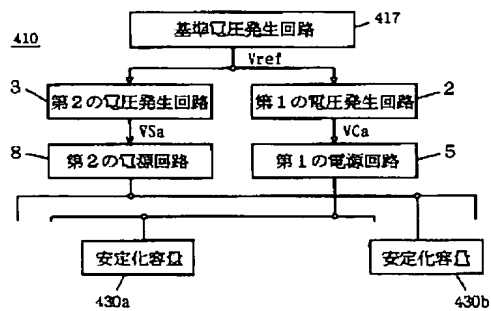 410
基準電圧発生回路
417
Vref
3
第2の電圧発生回路
第1の電圧発生回路
2
VSa
VCa
8
第2の電源回路
第1の電源回路
5
安定化容量
安定化容量
430a
430b